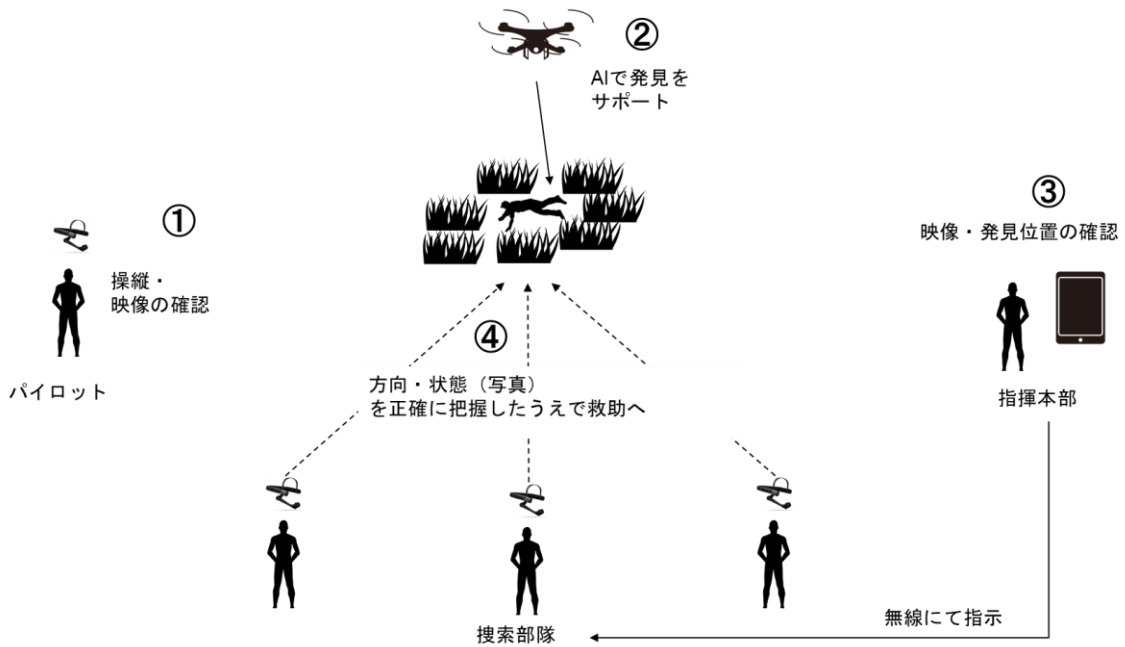 ①
操縦・
映像の確認
パイロット
②
AIで発見を
サポート
③
映像・発見位置の確認
指揮本部
④
方向・状態（写真）
を正確に把握したうえで救助へ
捜索部隊
無線にて指示